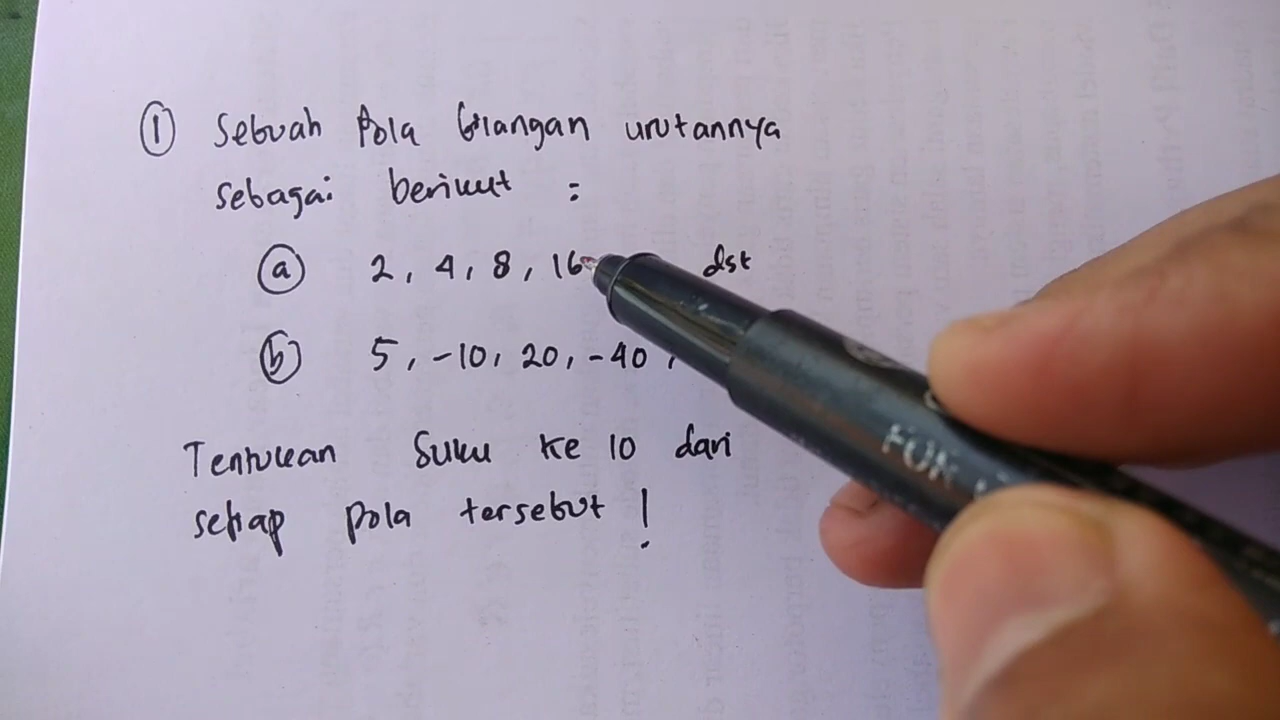 ① Sebuah Pola bilangan urutannya
sebagai berikut :
ⓐ 2, 4, 8, 16 dst
ⓑ 5, -10, 20, -40,
Tentukan Suku ke 10 dari
setiap pola tersebut !
FON